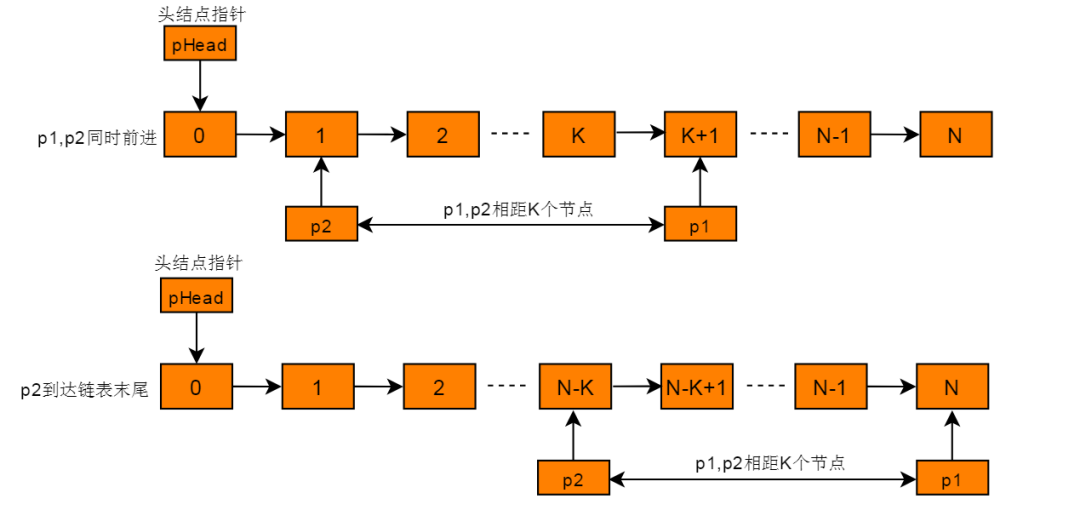 头结点指针
pHead
p1,p2同时前进
0
1
2
K
K+1
N-1
N
p2
p1,p2相距K个节点
p1
头结点指针
pHead
p2到达链表末尾
0
1
2
N-K
N-K+1
N-1
N
p2
p1,p2相距K个节点
p1